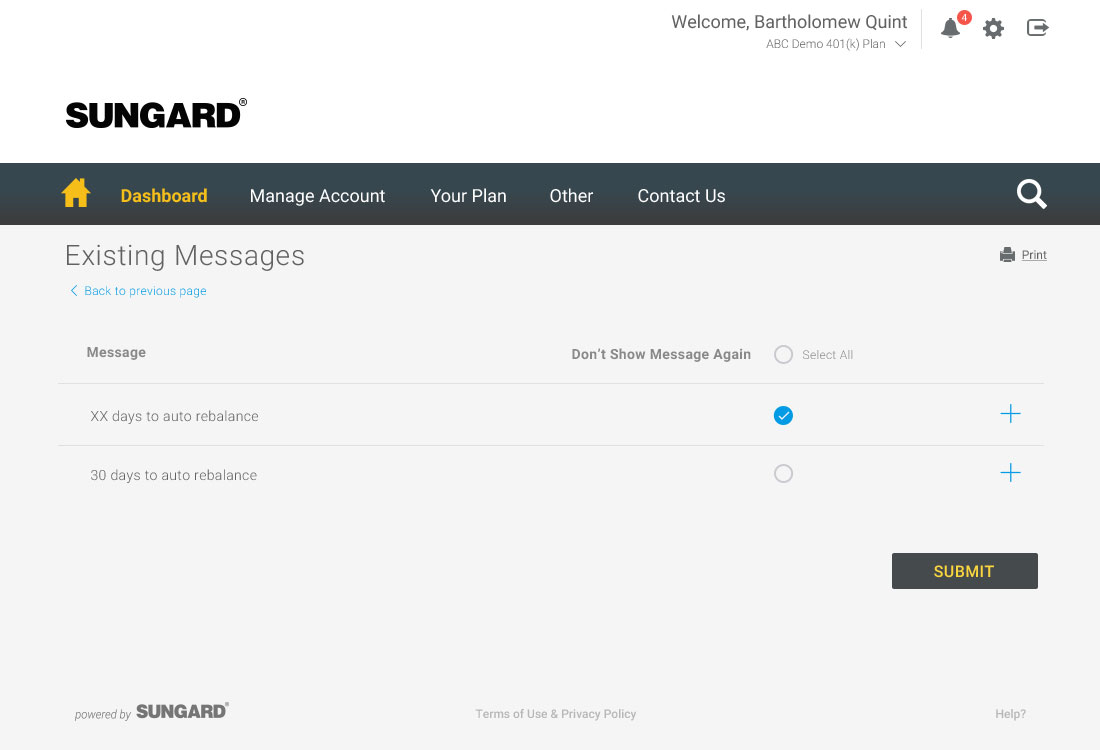 Welcome, Bartholomew Quint
4
ABC Demo 401(k) Plan
SUNGARD®
Dashboard Manage Account Your Plan Other Contact Us
Existing Messages
Print
Back to previous page
Message Don't Show Message Again Select All
XX days to auto rebalance
30 days to auto rebalance
SUBMIT
powered by SUNGARD® Terms of Use & Privacy Policy Help?